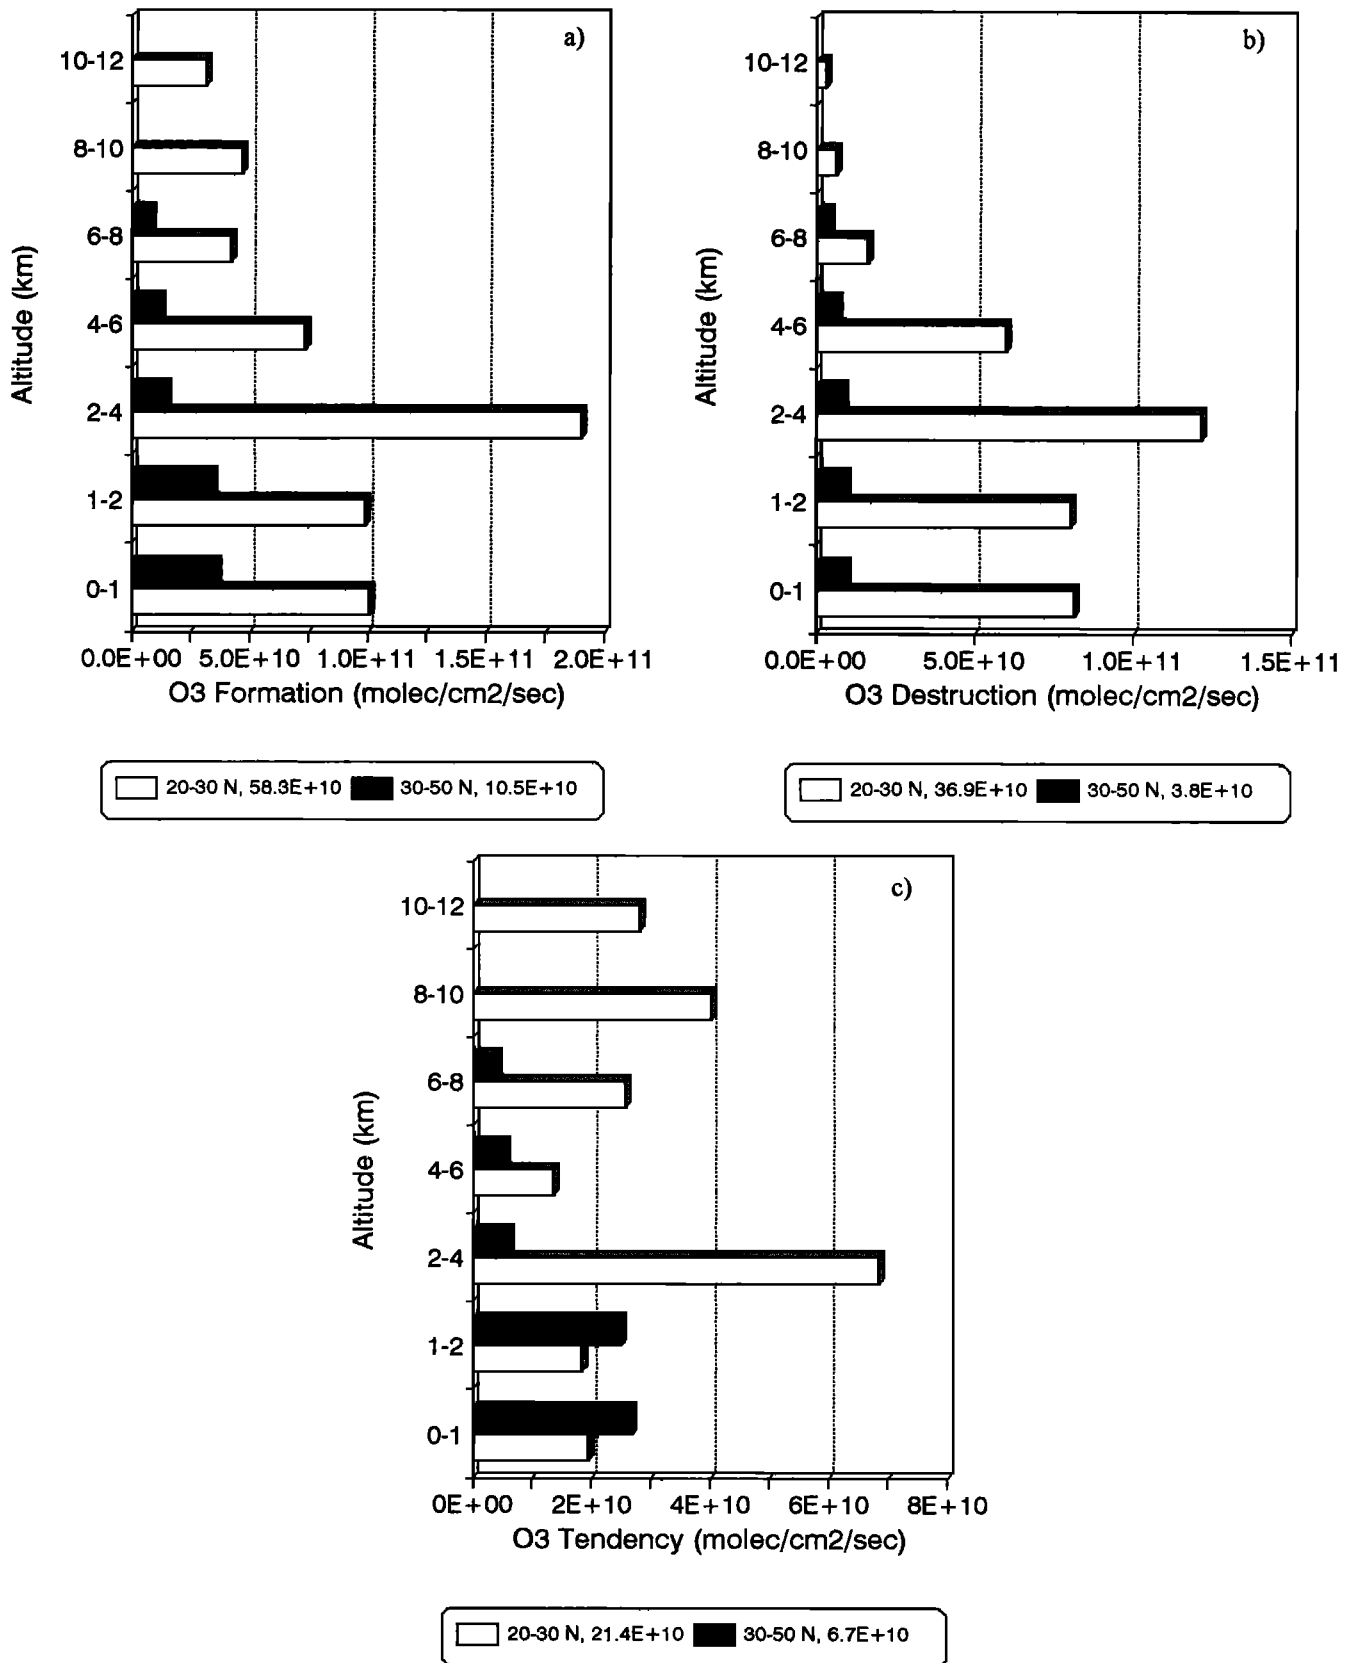 a)
10-12
8-10
6-8
4-6
2-4
1-2
0-1
Altitude (km)
0.0E+00 5.0E+10 1.0E+11 1.5E+11 2.0E+11
O3 Formation (molec/cm2/sec)
20-30 N, 58.3E+10 30-50 N, 10.5E+10
b)
10-12
8-10
6-8
4-6
2-4
1-2
0-1
Altitude (km)
0.0E+00 5.0E+10 1.0E+11 1.5E+11
O3 Destruction (molec/cm2/sec)
20-30 N, 36.9E+10 30-50 N, 3.8E+10
c)
10-12
8-10
6-8
4-6
2-4
1-2
0-1
Altitude (km)
0E+00 2E+10 4E+10 6E+10 8E+10
O3 Tendency (molec/cm2/sec)
20-30 N, 21.4E+10 30-50 N, 6.7E+10